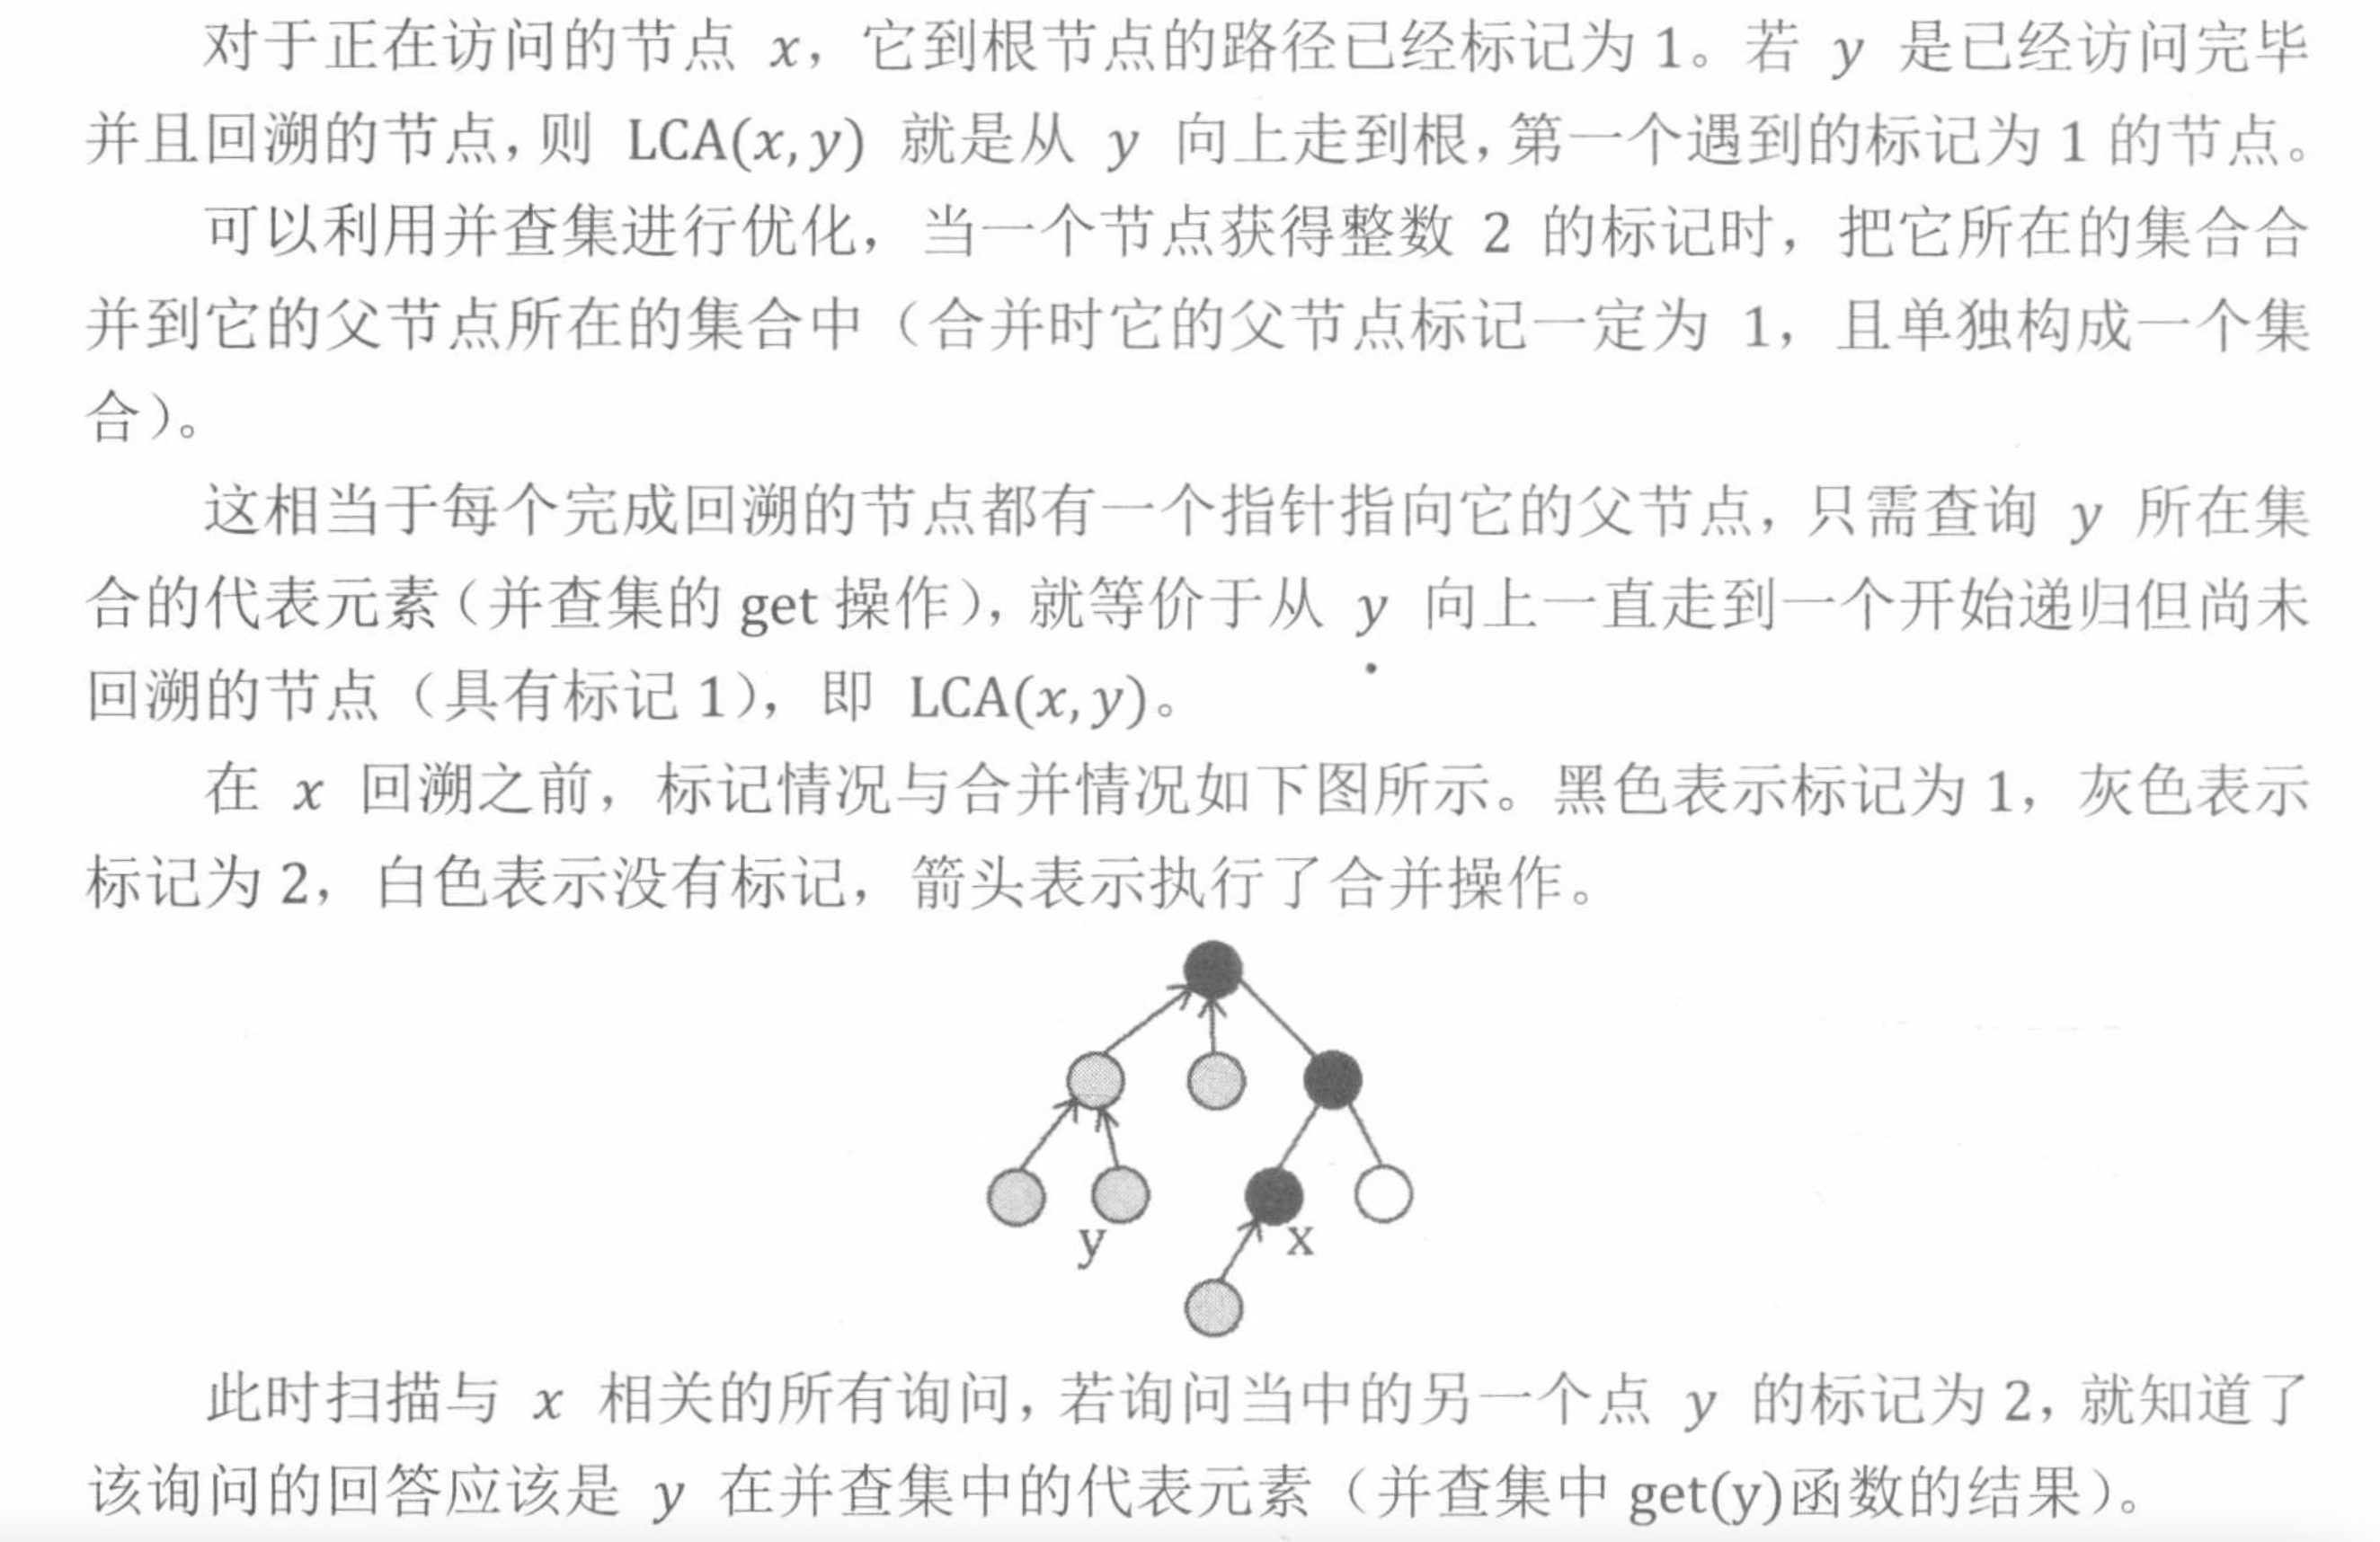 对于正在访问的节点 x，它到根节点的路径已经标记为 1。若 y 是已经访问完毕
并且回溯的节点，则 LCA(x, y) 就是从 y 向上走到根，第一个遇到的标记为 1 的节点。
可以利用并查集进行优化，当一个节点获得整数 2 的标记时，把它所在的集合合
并到它的父节点所在的集合中（合并时它的父节点标记一定为 1，且单独构成一个集
合）。
这相当于每个完成回溯的节点都有一个指针指向它的父节点，只需查询 y 所在集
合的代表元素（并查集的 get 操作），就等价于从 y 向上一直走到一个开始递归但尚未
回溯的节点（具有标记 1），即 LCA(x, y)。
在 x 回溯之前，标记情况与合并情况如下图所示。黑色表示标记为 1，灰色表示
标记为 2，白色表示没有标记，箭头表示执行了合并操作。
y
x
此时扫描与 x 相关的所有询问，若询问当中的另一个点 y 的标记为 2，就知道了
该询问的回答应该是 y 在并查集中的代表元素（并查集中 get(y)函数的结果）。